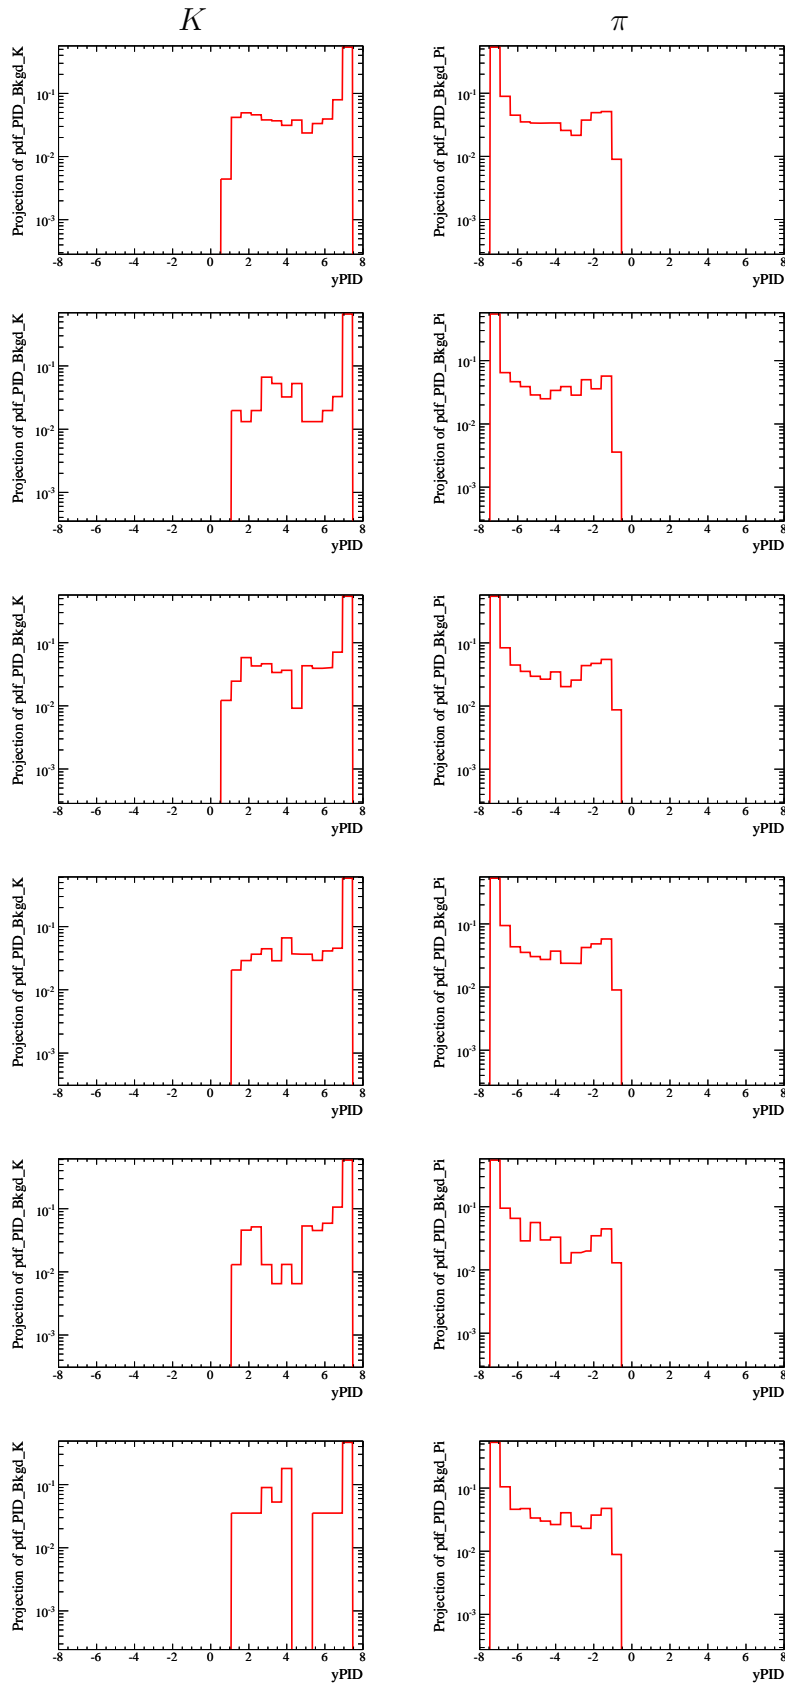 K π
Projection of pdf_PID_Bkgd_K
10⁻¹
10⁻²
10⁻³
-8 -6 -4 -2 0 2 4 6 8
yPID
Projection of pdf_PID_Bkgd_Pi
10⁻¹
10⁻²
10⁻³
-8 -6 -4 -2 0 2 4 6 8
yPID
Projection of pdf_PID_Bkgd_K
10⁻¹
10⁻²
10⁻³
-8 -6 -4 -2 0 2 4 6 8
yPID
Projection of pdf_PID_Bkgd_Pi
10⁻¹
10⁻²
10⁻³
-8 -6 -4 -2 0 2 4 6 8
yPID
Projection of pdf_PID_Bkgd_K
10⁻¹
10⁻²
10⁻³
-8 -6 -4 -2 0 2 4 6 8
yPID
Projection of pdf_PID_Bkgd_Pi
10⁻¹
10⁻²
10⁻³
-8 -6 -4 -2 0 2 4 6 8
yPID
Projection of pdf_PID_Bkgd_K
10⁻¹
10⁻²
10⁻³
-8 -6 -4 -2 0 2 4 6 8
yPID
Projection of pdf_PID_Bkgd_Pi
10⁻¹
10⁻²
10⁻³
-8 -6 -4 -2 0 2 4 6 8
yPID
Projection of pdf_PID_Bkgd_K
10⁻¹
10⁻²
10⁻³
-8 -6 -4 -2 0 2 4 6 8
yPID
Projection of pdf_PID_Bkgd_Pi
10⁻¹
10⁻²
10⁻³
-8 -6 -4 -2 0 2 4 6 8
yPID
Projection of pdf_PID_Bkgd_K
10⁻¹
10⁻²
10⁻³
-8 -6 -4 -2 0 2 4 6 8
yPID
Projection of pdf_PID_Bkgd_Pi
10⁻¹
10⁻²
10⁻³
-8 -6 -4 -2 0 2 4 6 8
yPID